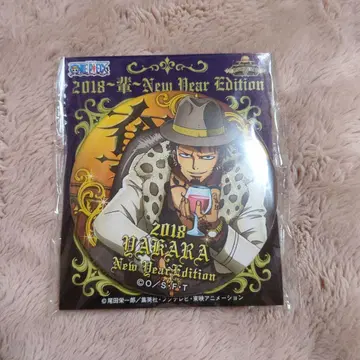 ONE PIECE
2018～輩～New Year Edition
2018
YAKARA
New Year Edition
©O／S・F・T
©尾田栄一郎／集英社・フジテレビ・東映アニメーション